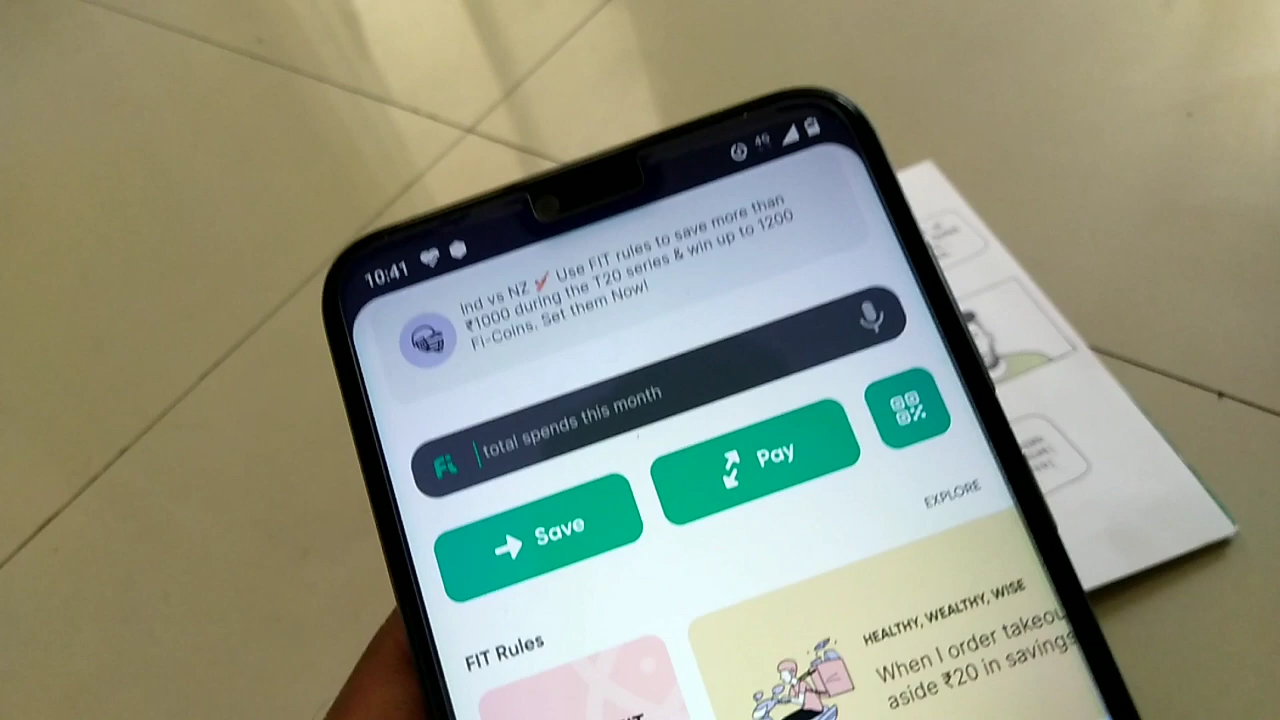 10:41
4G
Ind vs NZ 🏏 Use FIT rules to save more than
₹1000 during the T20 series & win up to 1200
Fi-Coins. Set them Now!
Fi total spends this month
Save
Pay
EXPLORE
FIT Rules
HEALTHY, WEALTHY, WISE
When I order takeou
aside ₹20 in savings